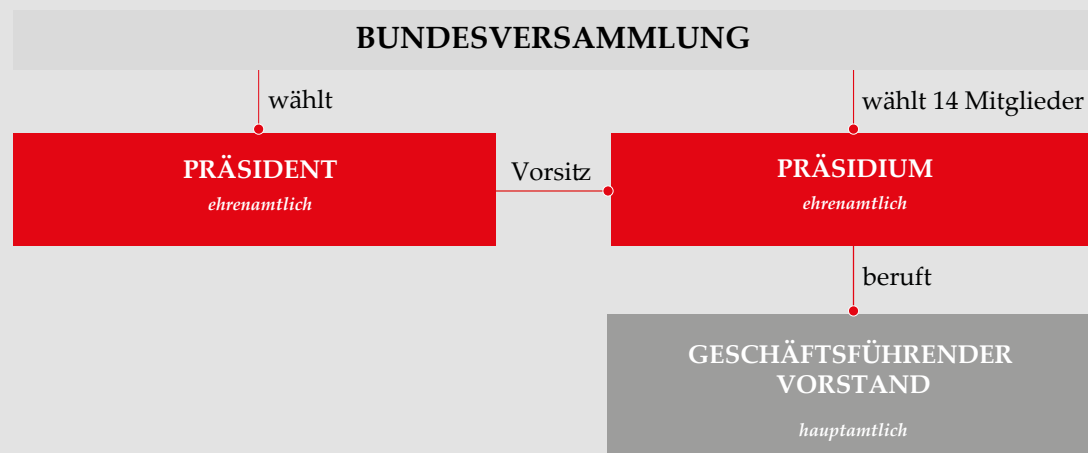 BUNDESVERSAMMLUNG
wählt
wählt 14 Mitglieder
PRÄSIDENT
ehrenamtlich
Vorsitz
PRÄSIDIUM
ehrenamtlich
beruft
GESCHÄFTSFÜHRENDER
VORSTAND
hauptamtlich